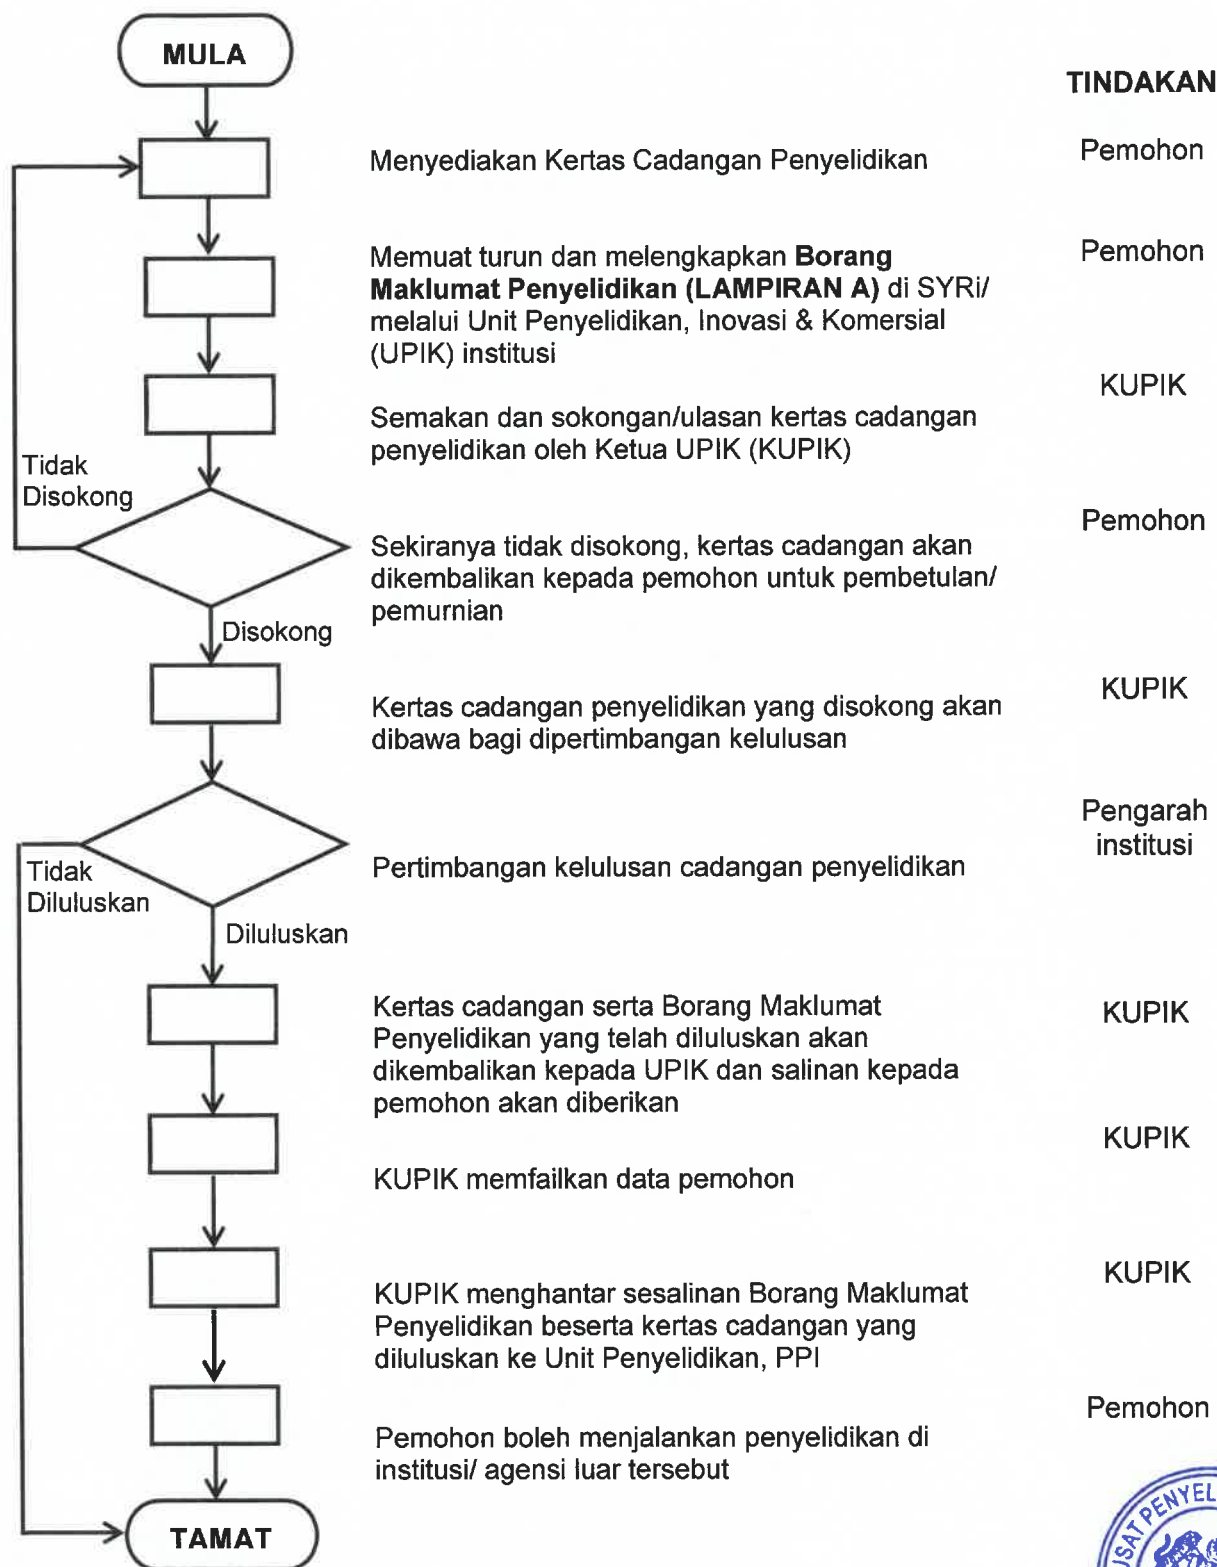 MULA
TINDAKAN
Menyediakan Kertas Cadangan Penyelidikan
Pemohon
Memuat turun dan melengkapkan Borang
Maklumat Penyelidikan (LAMPIRAN A) di SYRi/
melalui Unit Penyelidikan, Inovasi & Komersial
(UPIK) institusi
Pemohon
Semakan dan sokongan/ulasan kertas cadangan
penyelidikan oleh Ketua UPIK (KUPIK)
KUPIK
Tidak
Disokong
Sekiranya tidak disokong, kertas cadangan akan
dikembalikan kepada pemohon untuk pembetulan/
pemurnian
Pemohon
Disokong
Kertas cadangan penyelidikan yang disokong akan
dibawa bagi dipertimbangan kelulusan
KUPIK
Tidak
Diluluskan
Pertimbangan kelulusan cadangan penyelidikan
Pengarah
institusi
Diluluskan
Kertas cadangan serta Borang Maklumat
Penyelidikan yang telah diluluskan akan
dikembalikan kepada UPIK dan salinan kepada
pemohon akan diberikan
KUPIK
KUPIK memfailkan data pemohon
KUPIK
KUPIK menghantar sesalinan Borang Maklumat
Penyelidikan beserta kertas cadangan yang
diluluskan ke Unit Penyelidikan, PPI
KUPIK
Pemohon boleh menjalankan penyelidikan di
institusi/ agensi luar tersebut
Pemohon
TAMAT